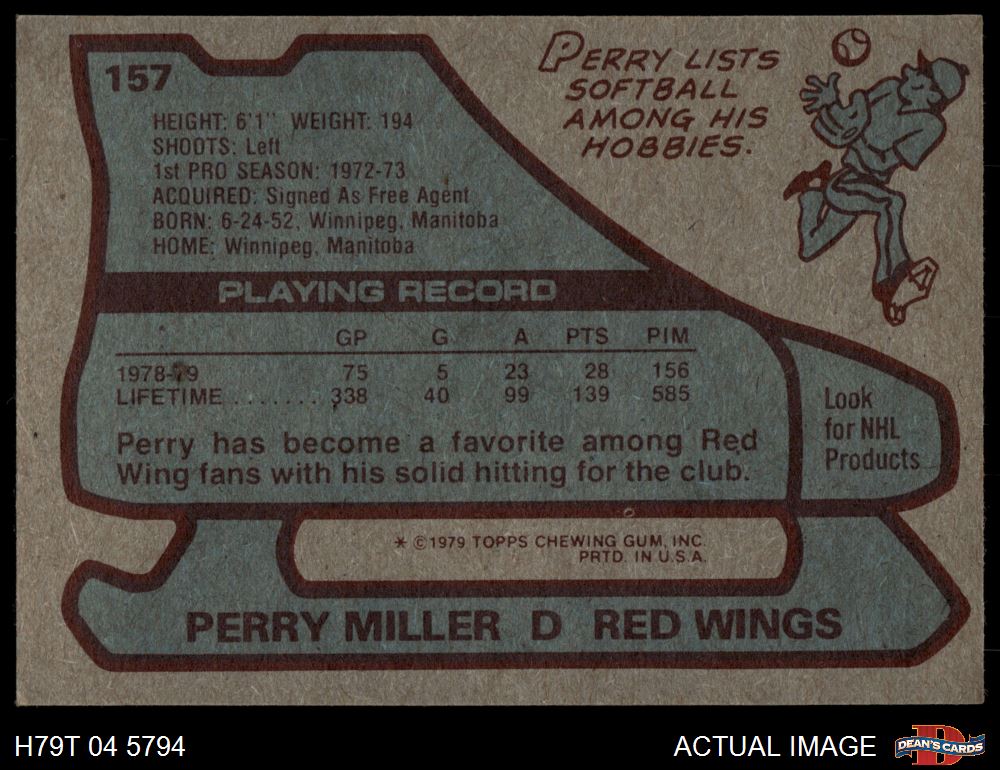 157
HEIGHT: 6'1" WEIGHT: 194
SHOOTS: Left
1st PRO SEASON: 1972-73
ACQUIRED: Signed As Free Agent
BORN: 6-24-52, Winnipeg, Manitoba
HOME: Winnipeg, Manitoba
PERRY LISTS
SOFTBALL
AMONG HIS
HOBBIES.
PLAYING RECORD
GP G A PTS PIM
1978-79 75 5 23 28 156
LIFETIME ....... 338 40 99 139 585
Perry has become a favorite among Red
Wing fans with his solid hitting for the club.
Look
for NHL
Products
* ©1979 TOPPS CHEWING GUM, INC.
PRTD. IN U.S.A.
PERRY MILLER D RED WINGS
H79T 04 5794
ACTUAL IMAGE
D
DEAN'S CARDS